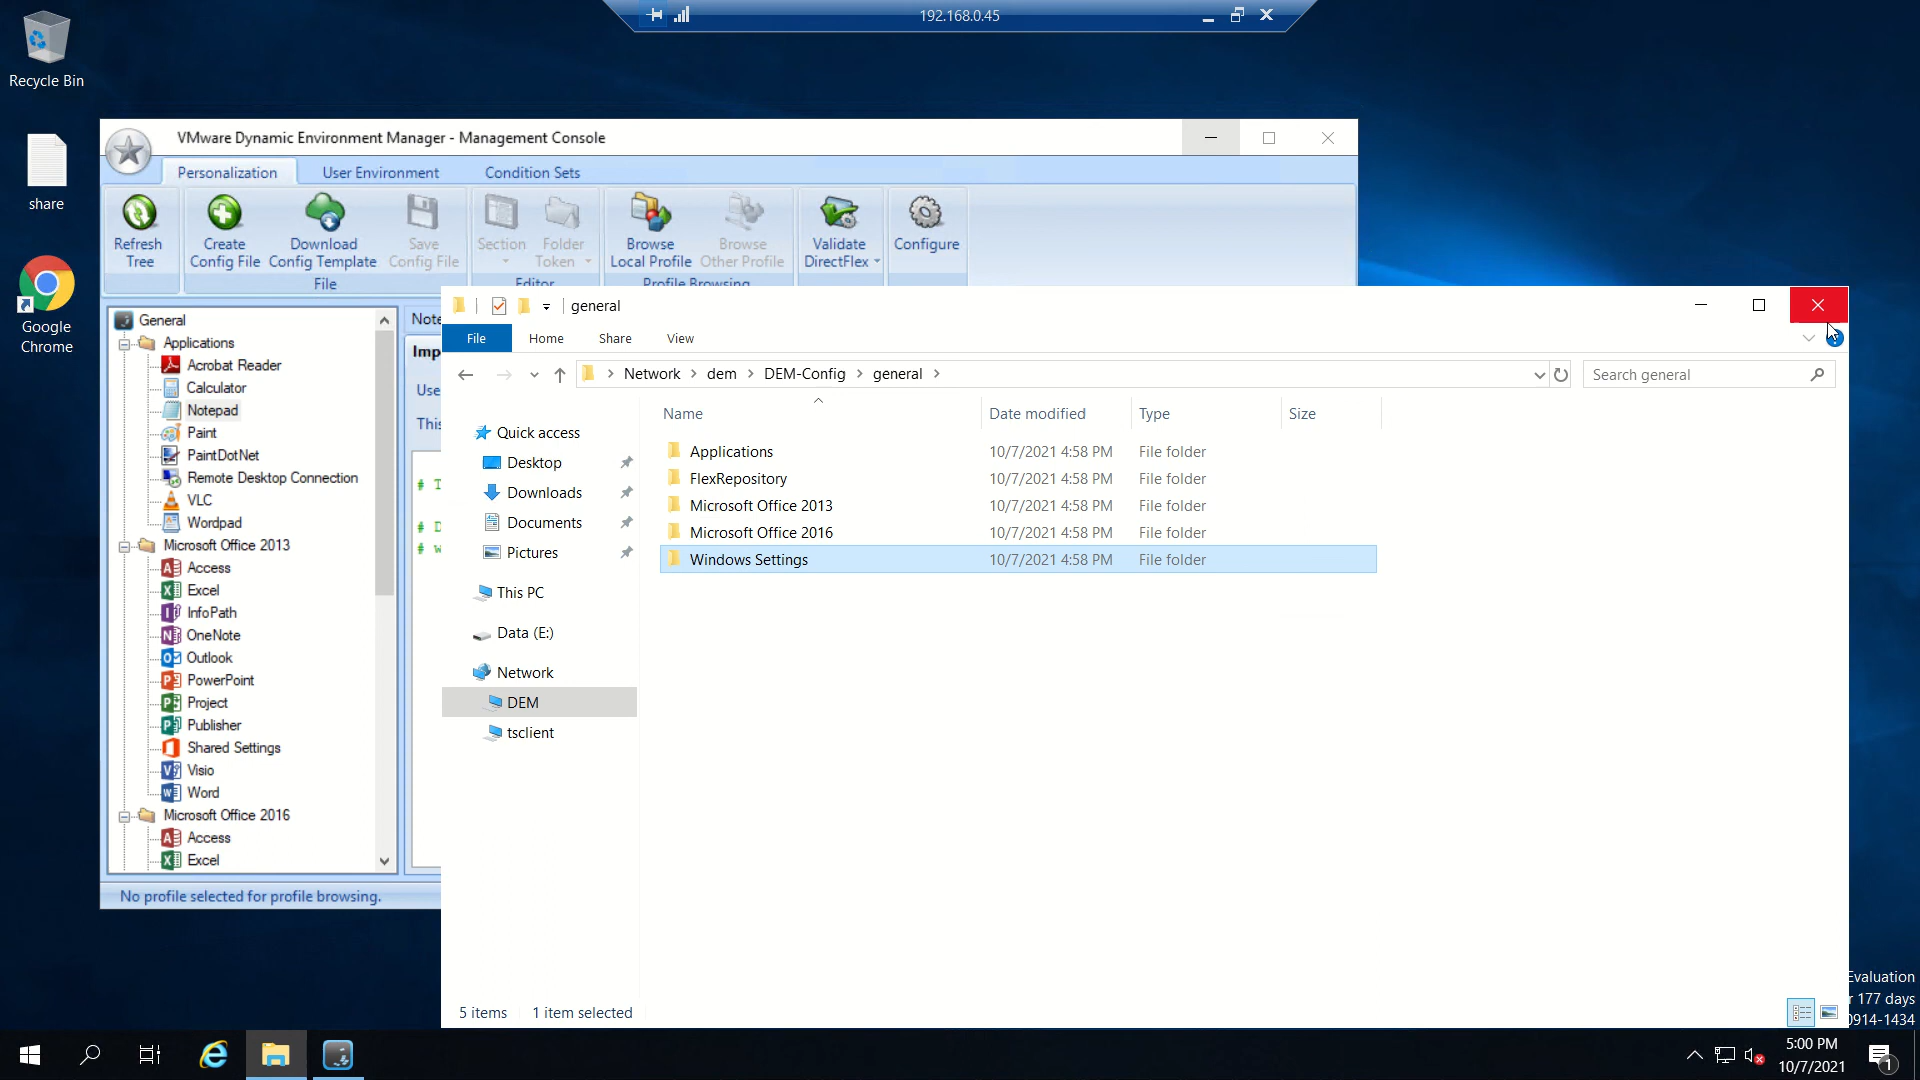 192.168.0.45
Recycle Bin
share
Google
Chrome
VMware Dynamic Environment Manager - Management Console
Personalization
User Environment
Condition Sets
Refresh
Tree
Create
Config File
Download
Config Template
Save
Config File
File
Section
Folder
Token
Editor
Browse
Local Profile
Browse
Other Profile
Profile Browsing
Validate
DirectFlex
Configure
General
Applications
Acrobat Reader
Calculator
Notepad
Paint
PaintDotNet
Remote Desktop Connection
VLC
Wordpad
Microsoft Office 2013
Access
Excel
InfoPath
OneNote
Outlook
PowerPoint
Project
Publisher
Shared Settings
Visio
Word
Microsoft Office 2016
Access
Excel
Note
Imp
Use
This
# T
# D
# w
No profile selected for profile browsing.
general
File
Home
Share
View
Network
dem
DEM-Config
general
Search general
Quick access
Desktop
Downloads
Documents
Pictures
This PC
Data (E:)
Network
DEM
tsclient
Name
Date modified
Type
Size
Applications 10/7/2021 4:58 PM File folder
FlexRepository 10/7/2021 4:58 PM File folder
Microsoft Office 2013 10/7/2021 4:58 PM File folder
Microsoft Office 2016 10/7/2021 4:58 PM File folder
Windows Settings 10/7/2021 4:58 PM File folder
5 items
1 item selected
Evaluation
r 177 days
0914-1434
5:00 PM
10/7/2021
1